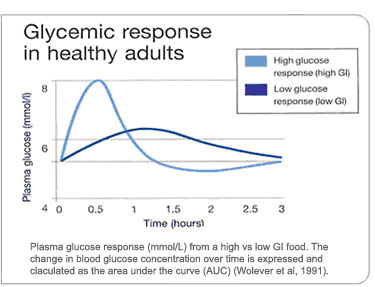 Glycemic response
in healthy adults
High glucose
response (high GI)
Low glucose
response (low GI)
Plasma glucose (mmol/l)
8
6
4
0 0.5 1 1.5 2 2.5 3
Time (hours)
Plasma glucose response (mmol/L) from a high vs low GI food. The
change in blood glucose concentration over time is expressed and
claculated as the area under the curve (AUC) (Wolever et al, 1991).